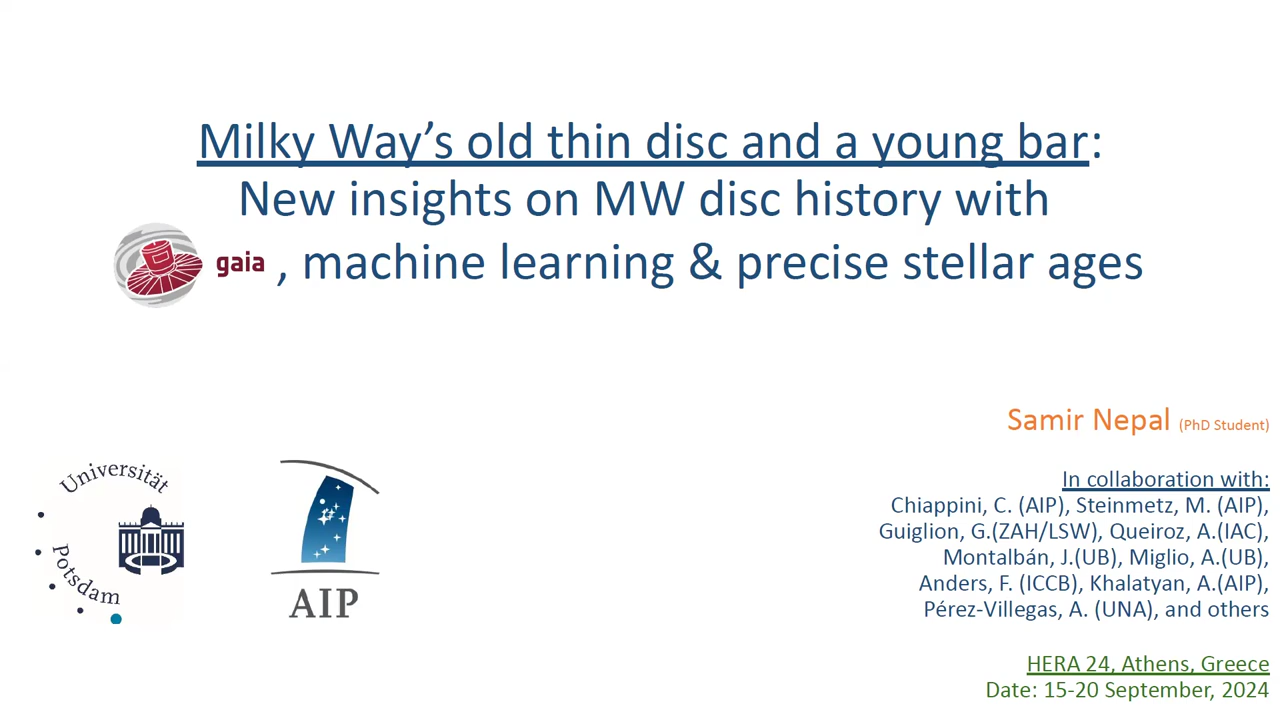 Milky Way's old thin disc and a young bar:
New insights on MW disc history with
gaia , machine learning & precise stellar ages
Samir Nepal (PhD Student)
In collaboration with:
Chiappini, C. (AIP), Steinmetz, M. (AIP),
Guiglion, G.(ZAH/LSW), Queiroz, A.(IAC),
Montalbán, J.(UB), Miglio, A.(UB),
Anders, F. (ICCB), Khalatyan, A.(AIP),
Pérez-Villegas, A. (UNA), and others
HERA 24, Athens, Greece
Date: 15-20 September, 2024
Universität
Potsdam
AIP